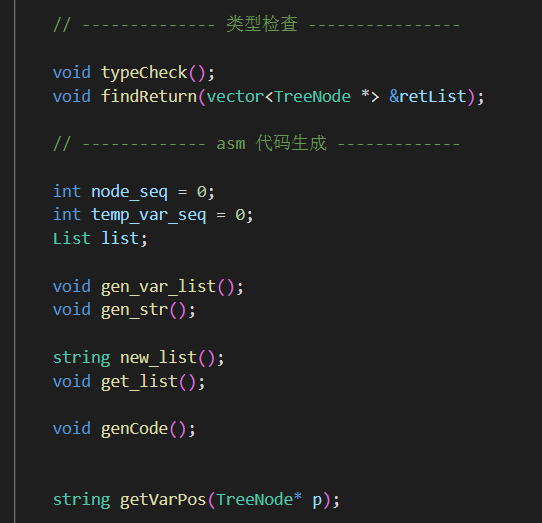 // -------------- 类型检查 ----------------
void typeCheck();
void findReturn(vector<TreeNode *> &retList);
// ------------- asm 代码生成 -------------
int node_seq = 0;
int temp_var_seq = 0;
List list;
void gen_var_list();
void gen_str();
string new_list();
void get_list();
void genCode();
string getVarPos(TreeNode* p);